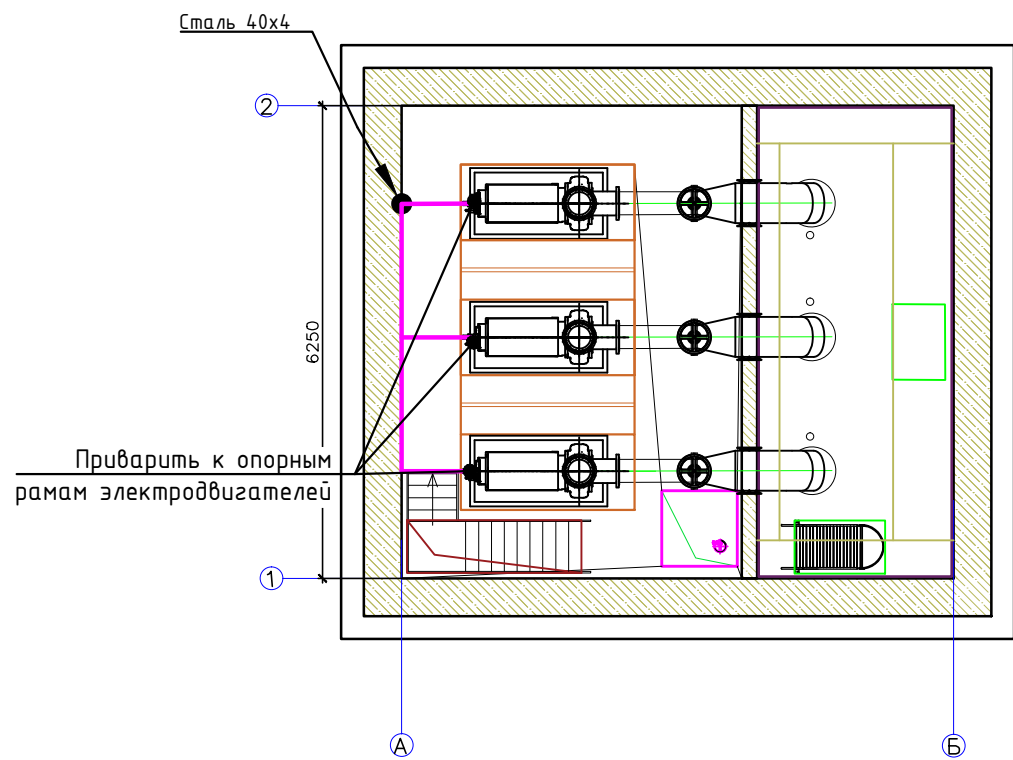 Сталь 40х4
2
6250
Приварить к опорным
рамам электродвигателей
1
А
Б